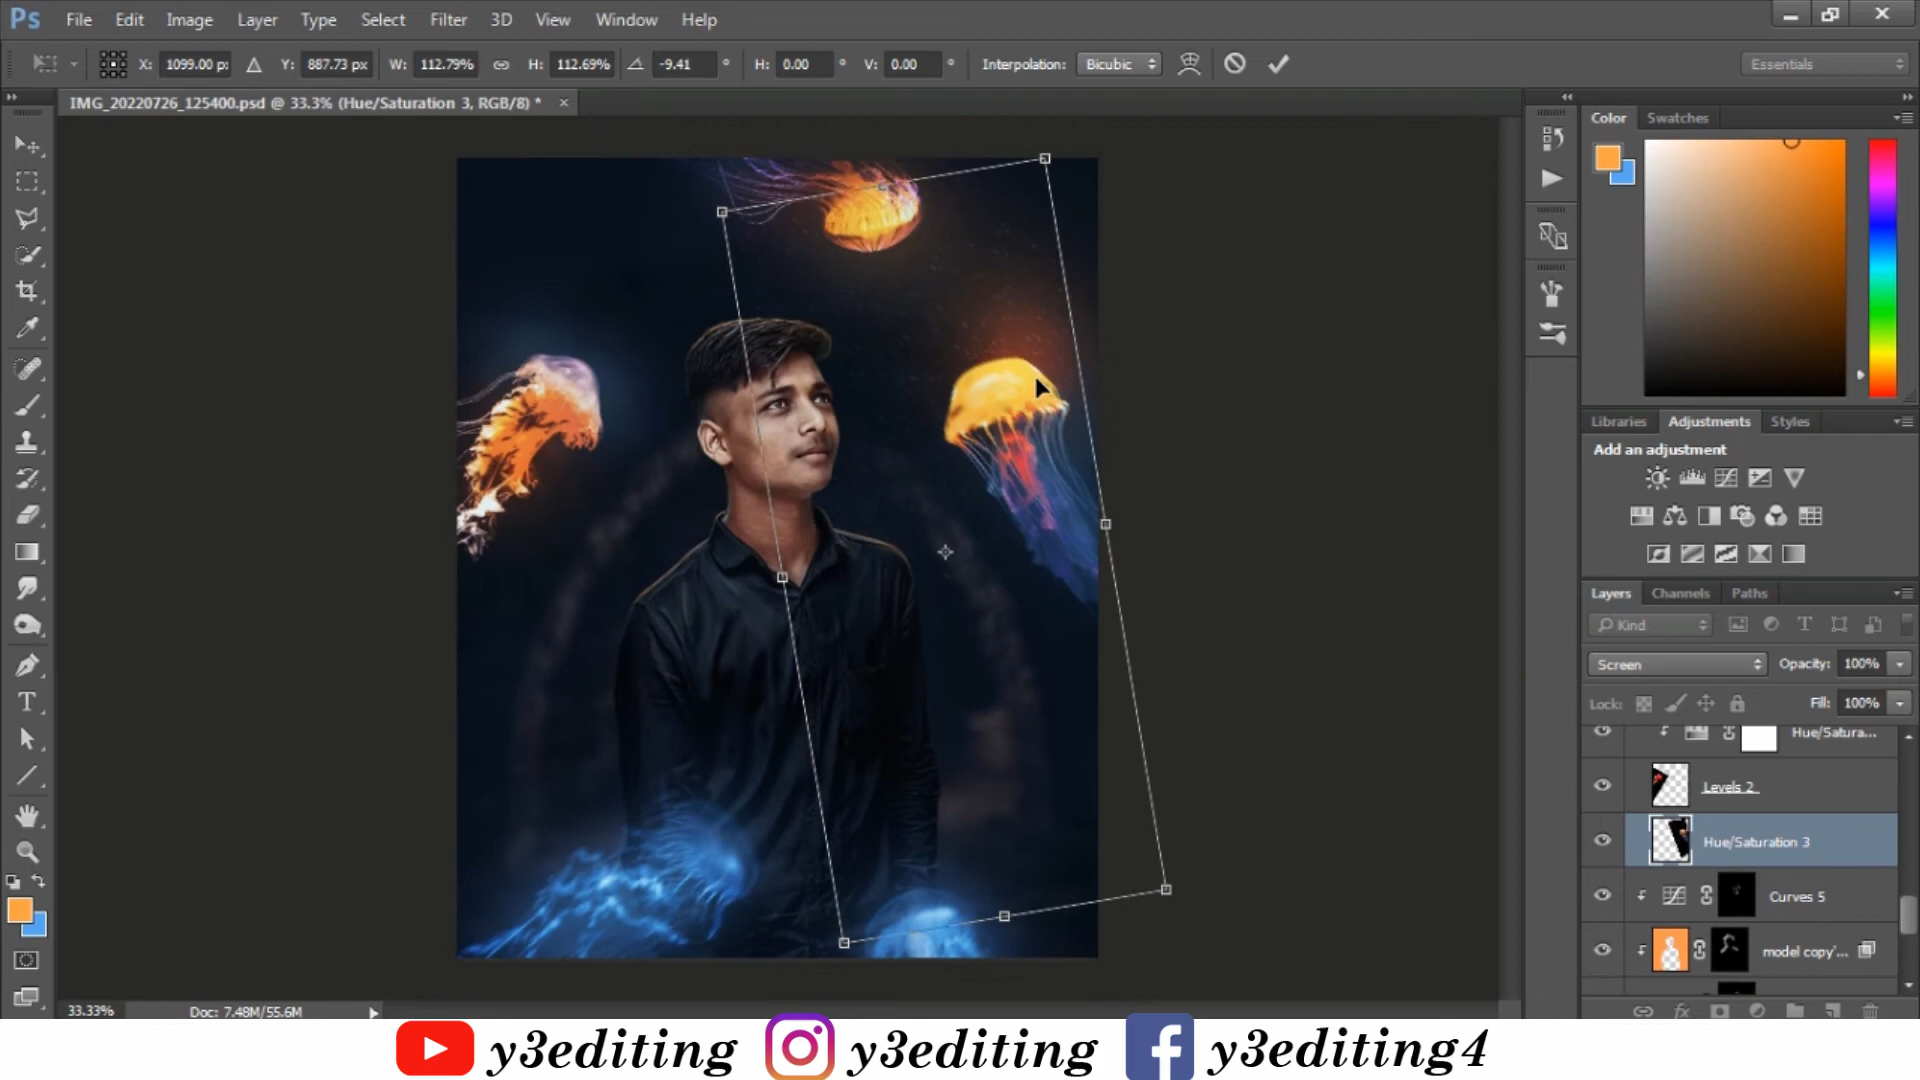 Ps File Edit Image Layer Type Select Filter 3D View Window Help
X: 1099.00 px Y: 887.73 px W: 112.79% H: 112.69% -9.41 ° H: 0.00 ° V: 0.00 ° Interpolation: Bicubic Essentials
IMG_20220726_125400.psd @ 33.3% (Hue/Saturation 3, RGB/8) * ×
Color Swatches
Libraries Adjustments Styles
Add an adjustment
Layers Channels Paths
Kind
Screen Opacity: 100%
Lock: Fill: 100%
Hue/Satura...
Levels 2
Hue/Saturation 3
Curves 5
model copy'...
33.33% Doc: 7.48M/55.6M
y3editing y3editing y3editing4